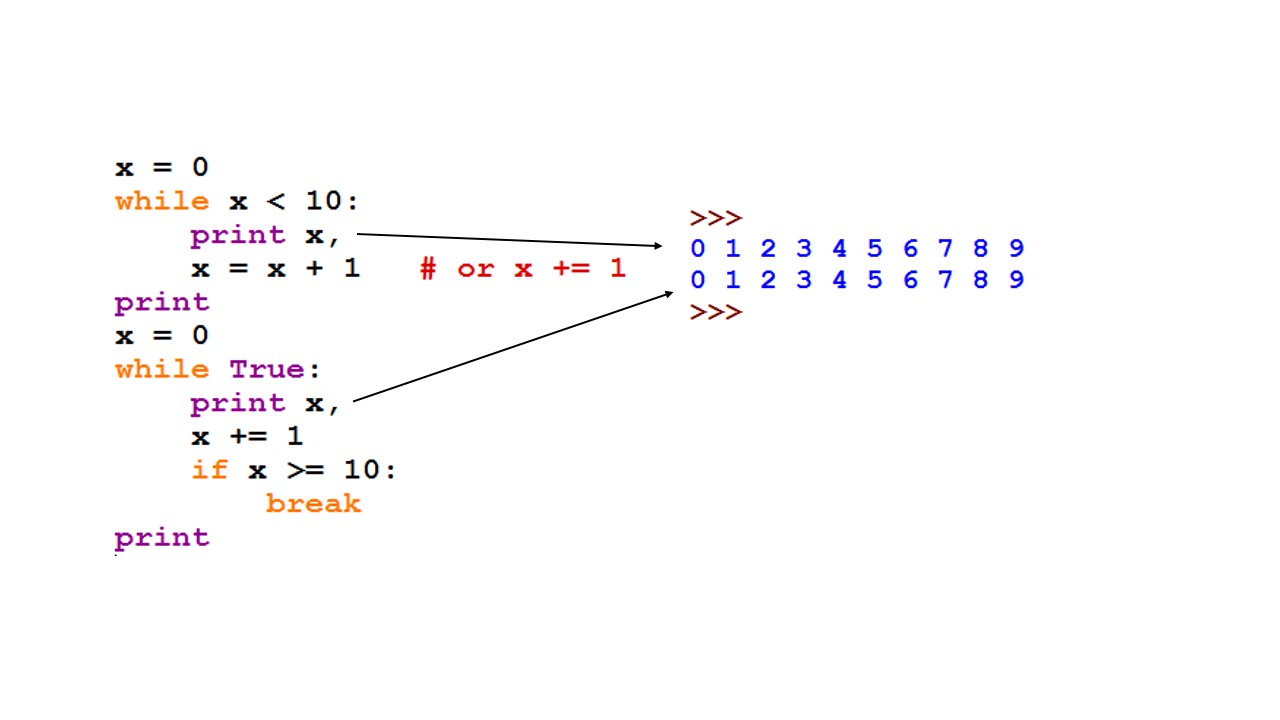 x = 0
while x < 10:
    print x,
    x = x + 1   # or x += 1
print
x = 0
while True:
    print x,
    x += 1
    if x >= 10:
        break
print
>>>
0 1 2 3 4 5 6 7 8 9
0 1 2 3 4 5 6 7 8 9
>>>